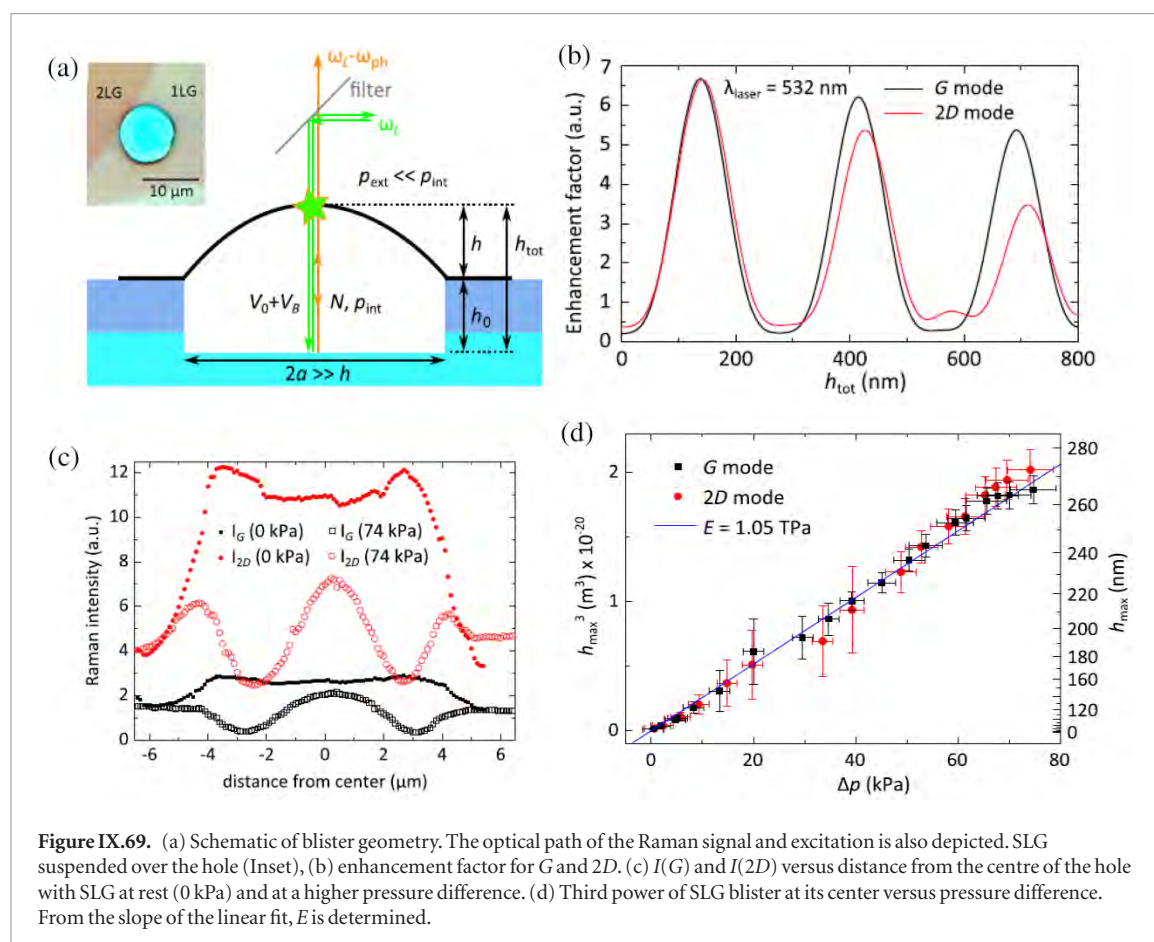 (a)
2LG
1LG
10 μm
ω_L-ω_ph
filter
ω_L
p_ext << p_int
h
h_tot
V_0+V_B
N, p_int
h_0
2a >> h
(b)
Enhancement factor (a.u.)
7
6
5
4
3
2
1
0
λ_laser = 532 nm
G mode
2D mode
0 200 400 600 800
h_tot (nm)
(c)
Raman intensity (a.u.)
12
10
8
6
4
2
0
I_G (0 kPa) I_G (74 kPa)
I_2D (0 kPa) I_2D (74 kPa)
-6 -4 -2 0 2 4 6
distance from center (μm)
(d)
h_max^3 (m^3) x 10^-20
2
1
0
G mode
2D mode
E = 1.05 TPa
280
260
240
220
200
180
160
120
0
h_max (nm)
0 20 40 60 80
Δp (kPa)
Figure IX.69. (a) Schematic of blister geometry. The optical path of the Raman signal and excitation is also depicted. SLG
suspended over the hole (Inset), (b) enhancement factor for G and 2D. (c) I(G) and I(2D) versus distance from the centre of the hole
with SLG at rest (0 kPa) and at a higher pressure difference. (d) Third power of SLG blister at its center versus pressure difference.
From the slope of the linear fit, E is determined.